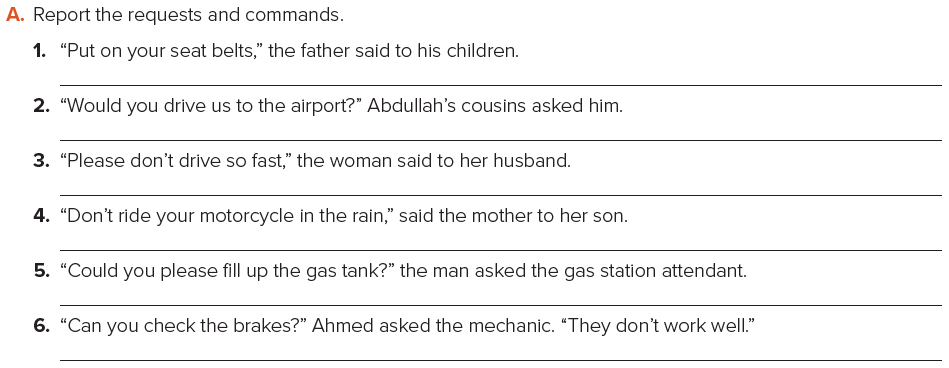 A. Report the requests and commands.
1. “Put on your seat belts,” the father said to his children.
2. “Would you drive us to the airport?” Abdullah’s cousins asked him.
3. “Please don’t drive so fast,” the woman said to her husband.
4. “Don’t ride your motorcycle in the rain,” said the mother to her son.
5. “Could you please fill up the gas tank?” the man asked the gas station attendant.
6. “Can you check the brakes?” Ahmed asked the mechanic. “They don’t work well.”